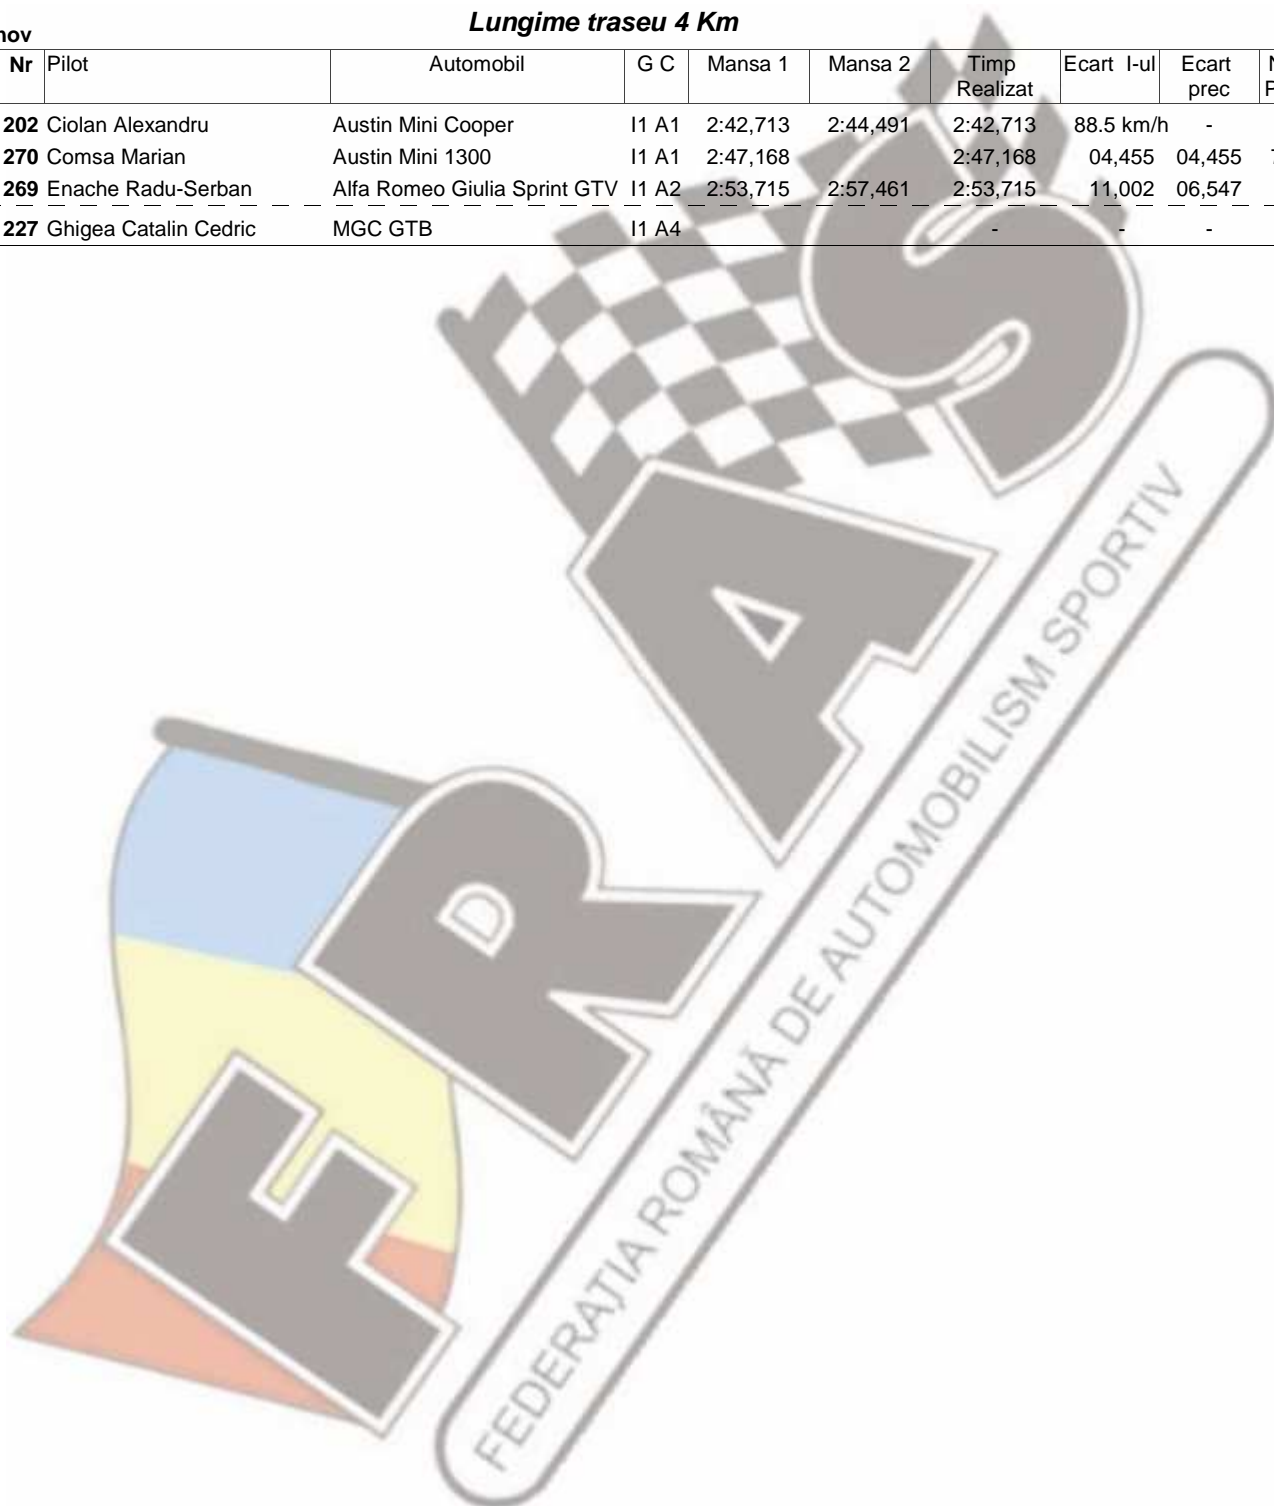 Lungime traseu 4 Km
nov
Nr Pilot Automobil G C Mansa 1 Mansa 2 Timp Realizat Ecart I-ul Ecart prec
202 Ciolan Alexandru Austin Mini Cooper I1 A1 2:42,713 2:44,491 2:42,713 88.5 km/h -
270 Comsa Marian Austin Mini 1300 I1 A1 2:47,168 2:47,168 04,455 04,455
269 Enache Radu-Serban Alfa Romeo Giulia Sprint GTV I1 A2 2:53,715 2:57,461 2:53,715 11,002 06,547
227 Ghigea Catalin Cedric MGC GTB I1 A4 - - -
FRAS
FEDERAȚIA ROMÂNĂ DE AUTOMOBILISM SPORTIV